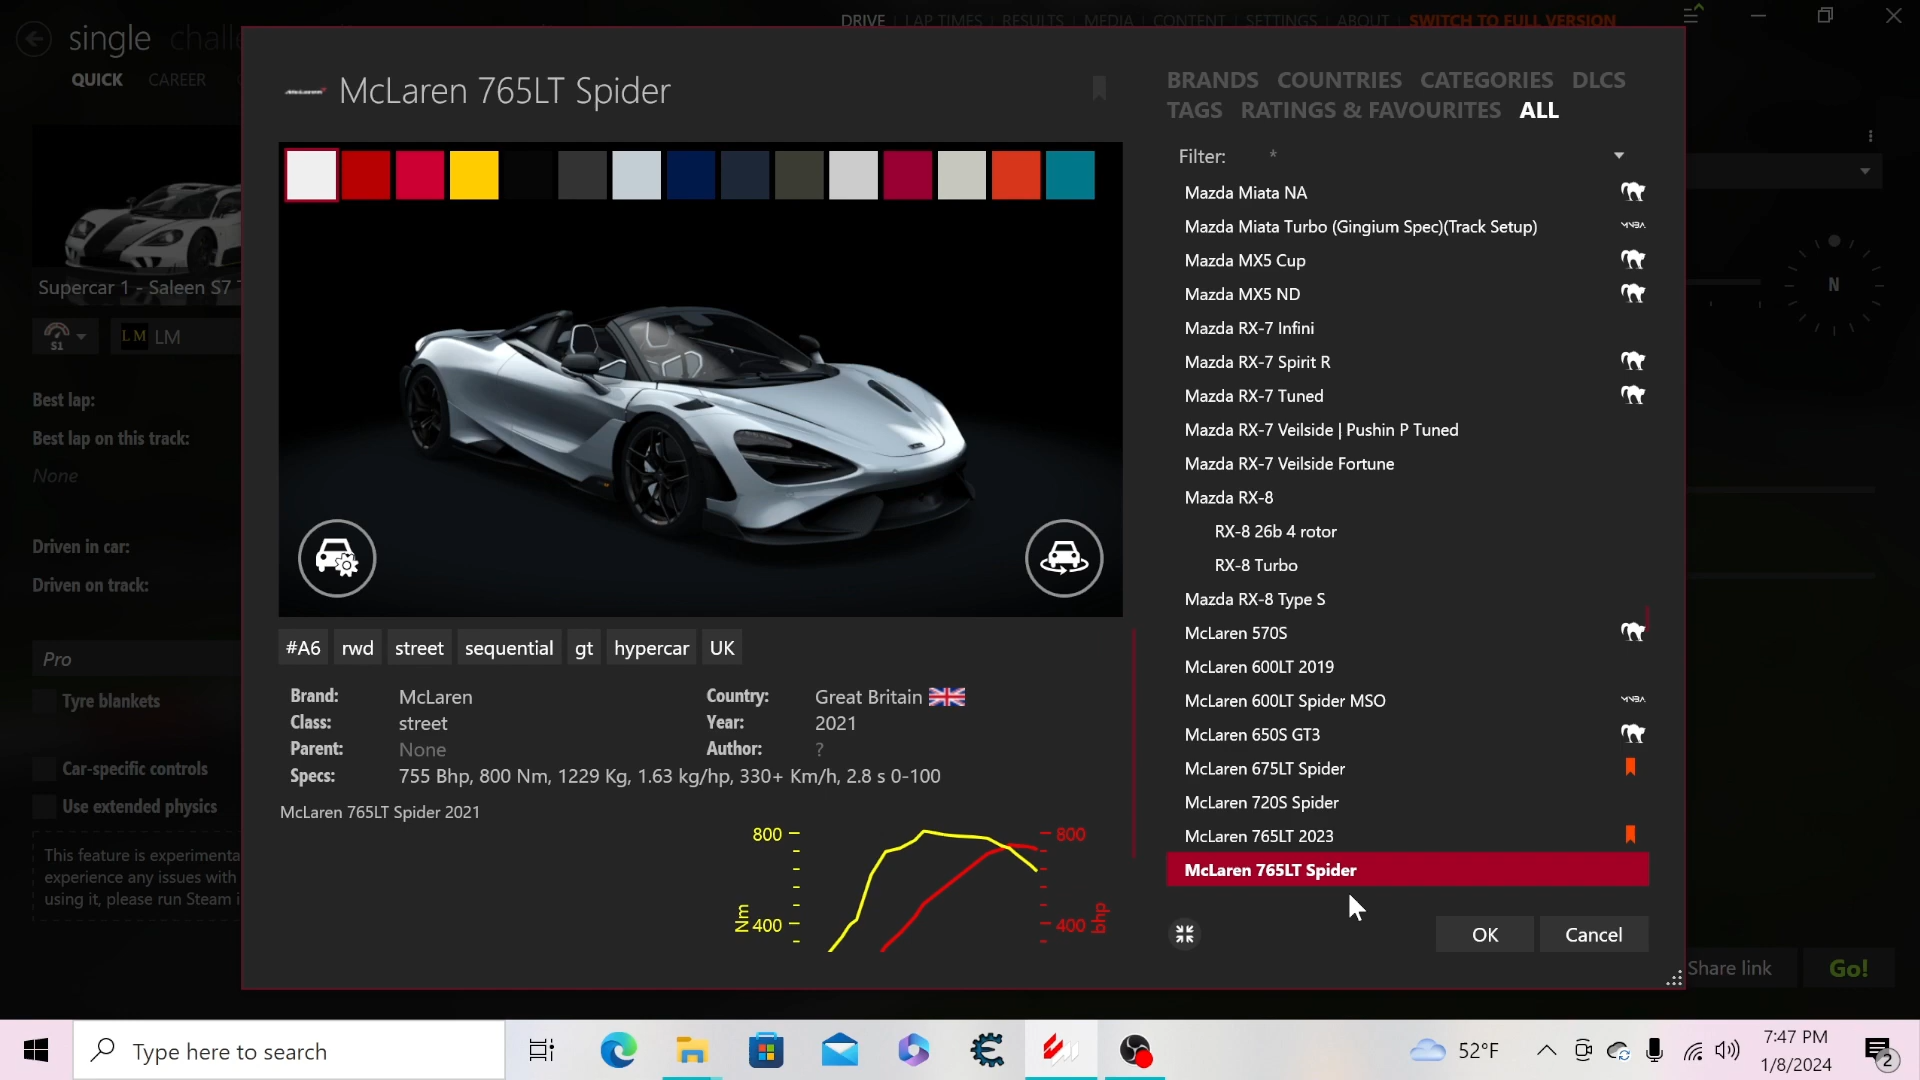 single
DRIVE | LAP TIMES | RESULTS | MEDIA | CONTENT | SETTINGS | ABOUT | SWITCH TO FULL VERSION
QUICK CAREER
Supercar 1 - Saleen S7
S1
LM LM
Best lap:
Best lap on this track:
None
Driven in car:
Driven on track:
Pro
Tyre blankets
Car-specific controls
Use extended physics
This feature is experimenta
experience any issues with
using it, please run Steam i
McLaren 765LT Spider
#A6 rwd street sequential gt hypercar UK
Brand: McLaren Country: Great Britain
Class: street Year: 2021
Parent: None Author: ?
Specs: 755 Bhp, 800 Nm, 1229 Kg, 1.63 kg/hp, 330+ Km/h, 2.8 s 0-100
McLaren 765LT Spider 2021
800 800
Nm 400 400 bhp
BRANDS COUNTRIES CATEGORIES DLCS
TAGS RATINGS & FAVOURITES ALL
Filter: *
Mazda Miata NA
Mazda Miata Turbo (Gingium Spec)(Track Setup)
Mazda MX5 Cup
Mazda MX5 ND
Mazda RX-7 Infini
Mazda RX-7 Spirit R
Mazda RX-7 Tuned
Mazda RX-7 Veilside | Pushin P Tuned
Mazda RX-7 Veilside Fortune
Mazda RX-8
RX-8 26b 4 rotor
RX-8 Turbo
Mazda RX-8 Type S
McLaren 570S
McLaren 600LT 2019
McLaren 600LT Spider MSO
McLaren 650S GT3
McLaren 675LT Spider
McLaren 720S Spider
McLaren 765LT 2023
McLaren 765LT Spider
OK Cancel
N
Share link Go!
Type here to search
52°F
7:47 PM
1/8/2024
2